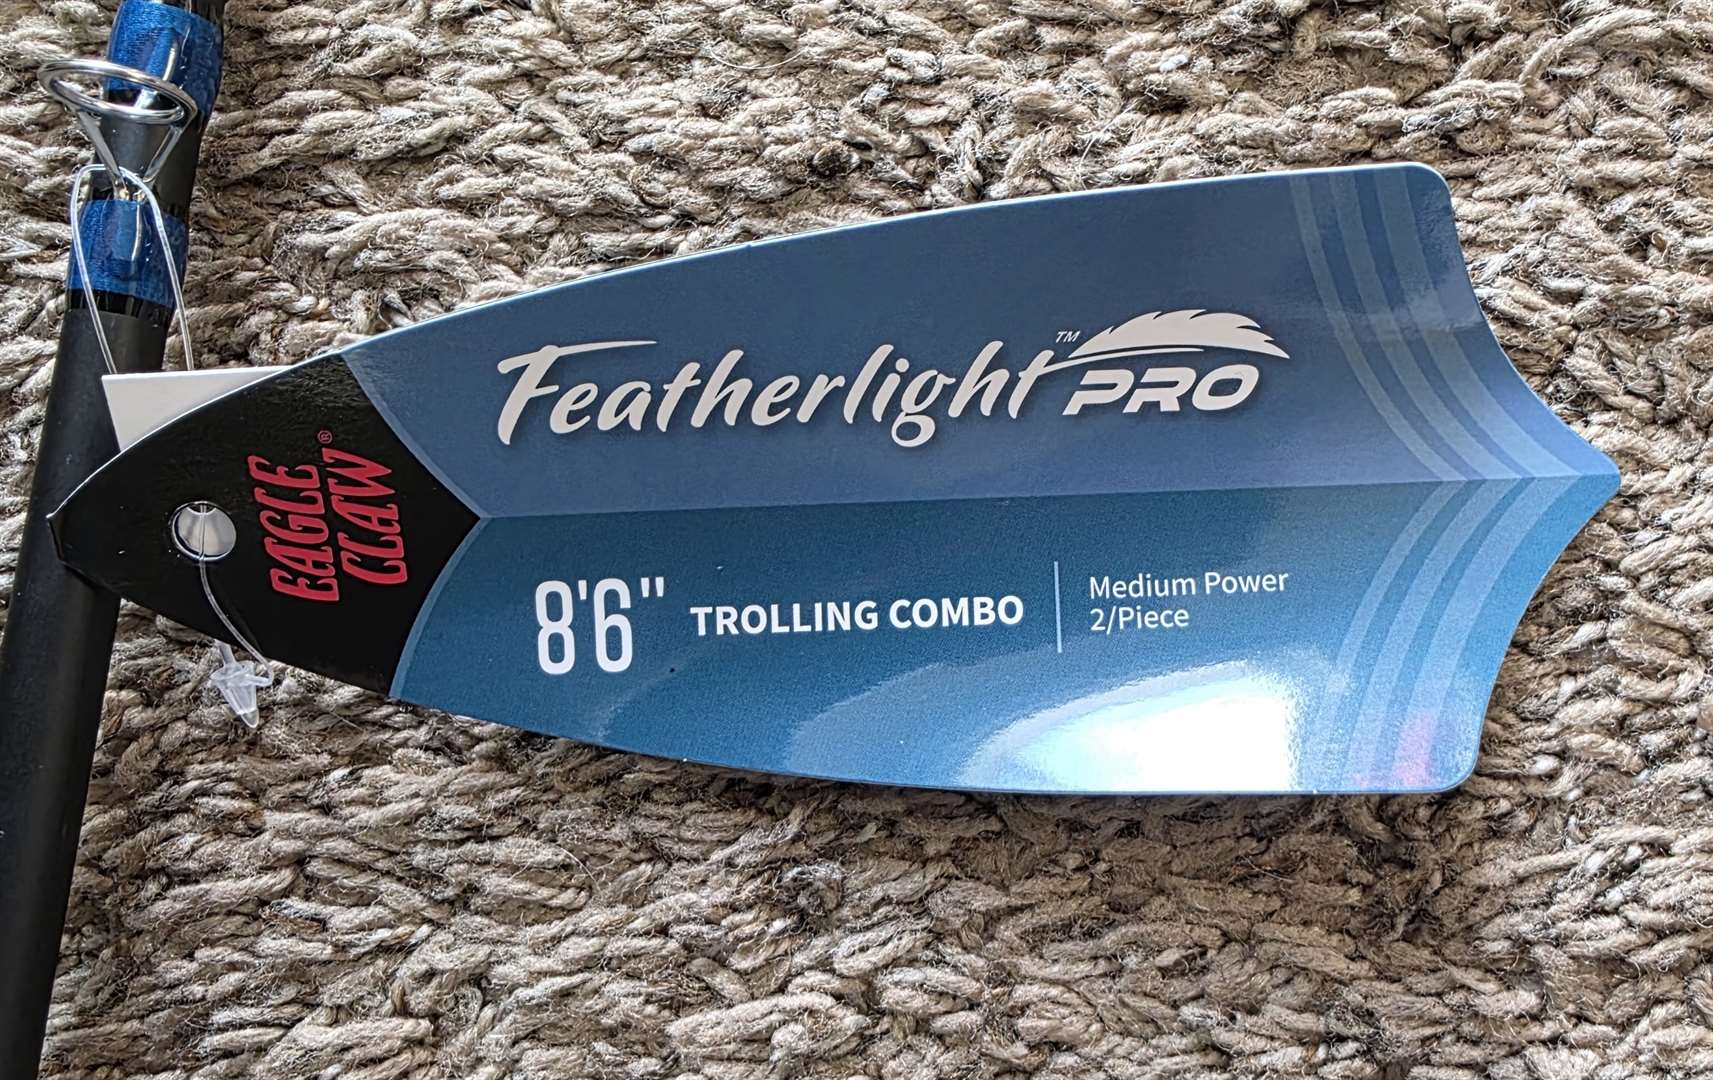 EAGLE
CLAW®
Featherlight™ PRO
8'6" TROLLING COMBO
Medium Power
2/Piece